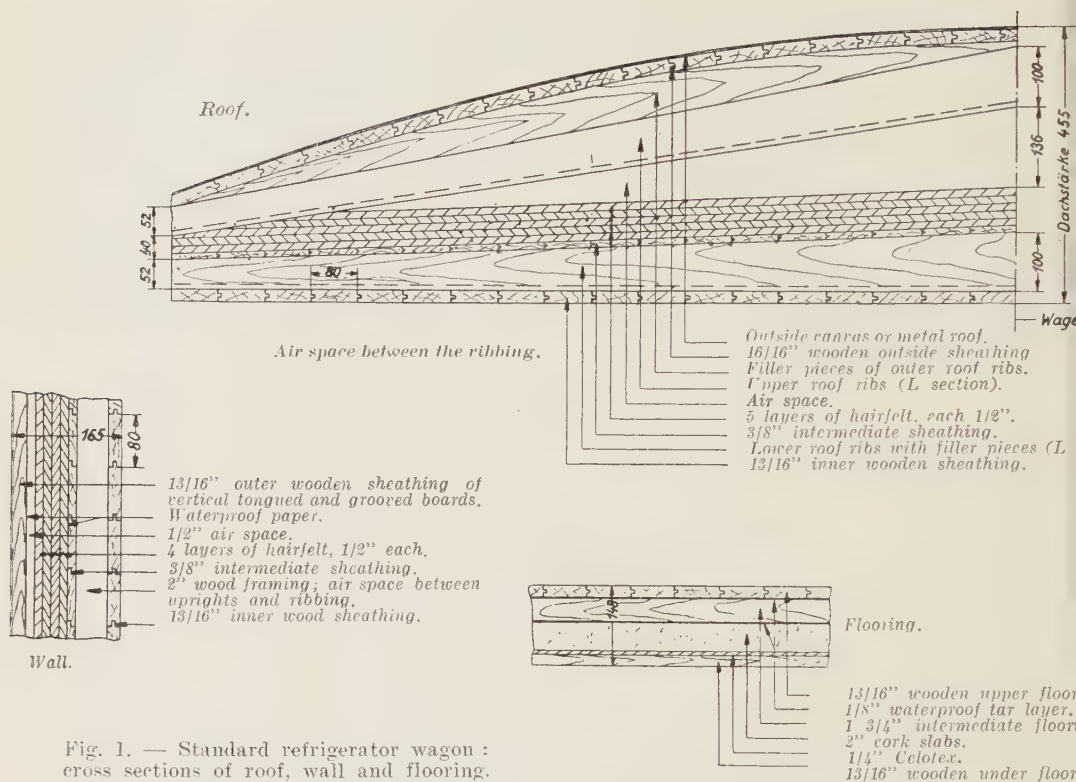 Roof.
100
136
Dachstärke 455
100
52
40
52
80
Air space between the ribbing.
Outside canvas or metal roof.
16/16" wooden outside sheathing
Filler pieces of outer roof ribs.
Upper roof ribs (L section).
Air space.
5 layers of hairfelt, each 1/2".
3/8" intermediate sheathing.
Lower roof ribs with filler pieces (L
13/16" inner wooden sheathing.
Wage
165
80
13/16" outer wooden sheathing of
vertical tongued and grooved boards.
Waterproof paper.
1/2" air space.
4 layers of hairfelt, 1/2" each.
3/8" intermediate sheathing.
2" wood framing; air space between
uprights and ribbing.
13/16" inner wood sheathing.
Wall.
148
Flooring.
13/16" wooden upper floor
1/8" waterproof tar layer.
1 3/4" intermediate floor
2" cork slabs.
1/4" Celotex.
13/16" wooden under floor
Fig. 1. — Standard refrigerator wagon :
cross sections of roof, wall and flooring.